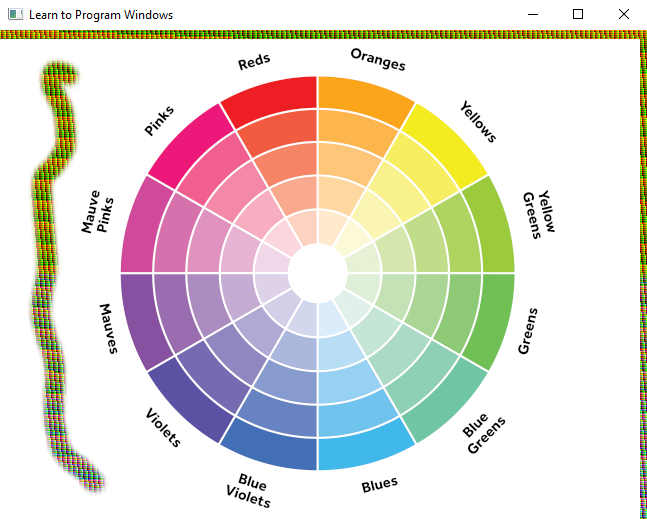 Learn to Program Windows
Reds
Oranges
Pinks
Yellows
Mauve
Pinks
Yellow
Greens
Mauves
Greens
Violets
Blue
Greens
Blue
Violets
Blues